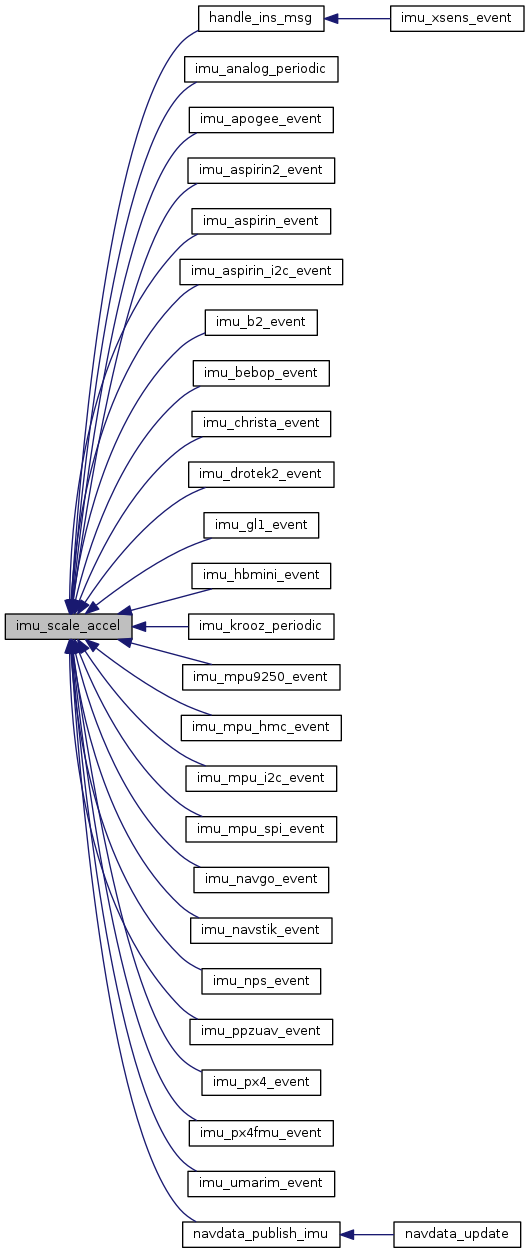 handle_ins_msg
imu_xsens_event
imu_analog_periodic
imu_apogee_event
imu_aspirin2_event
imu_aspirin_event
imu_aspirin_i2c_event
imu_b2_event
imu_bebop_event
imu_christa_event
imu_drotek2_event
imu_gl1_event
imu_hbmini_event
imu_scale_accel
imu_krooz_periodic
imu_mpu9250_event
imu_mpu_hmc_event
imu_mpu_i2c_event
imu_mpu_spi_event
imu_navgo_event
imu_navstik_event
imu_nps_event
imu_ppzuav_event
imu_px4_event
imu_px4fmu_event
imu_umarim_event
navdata_publish_imu
navdata_update